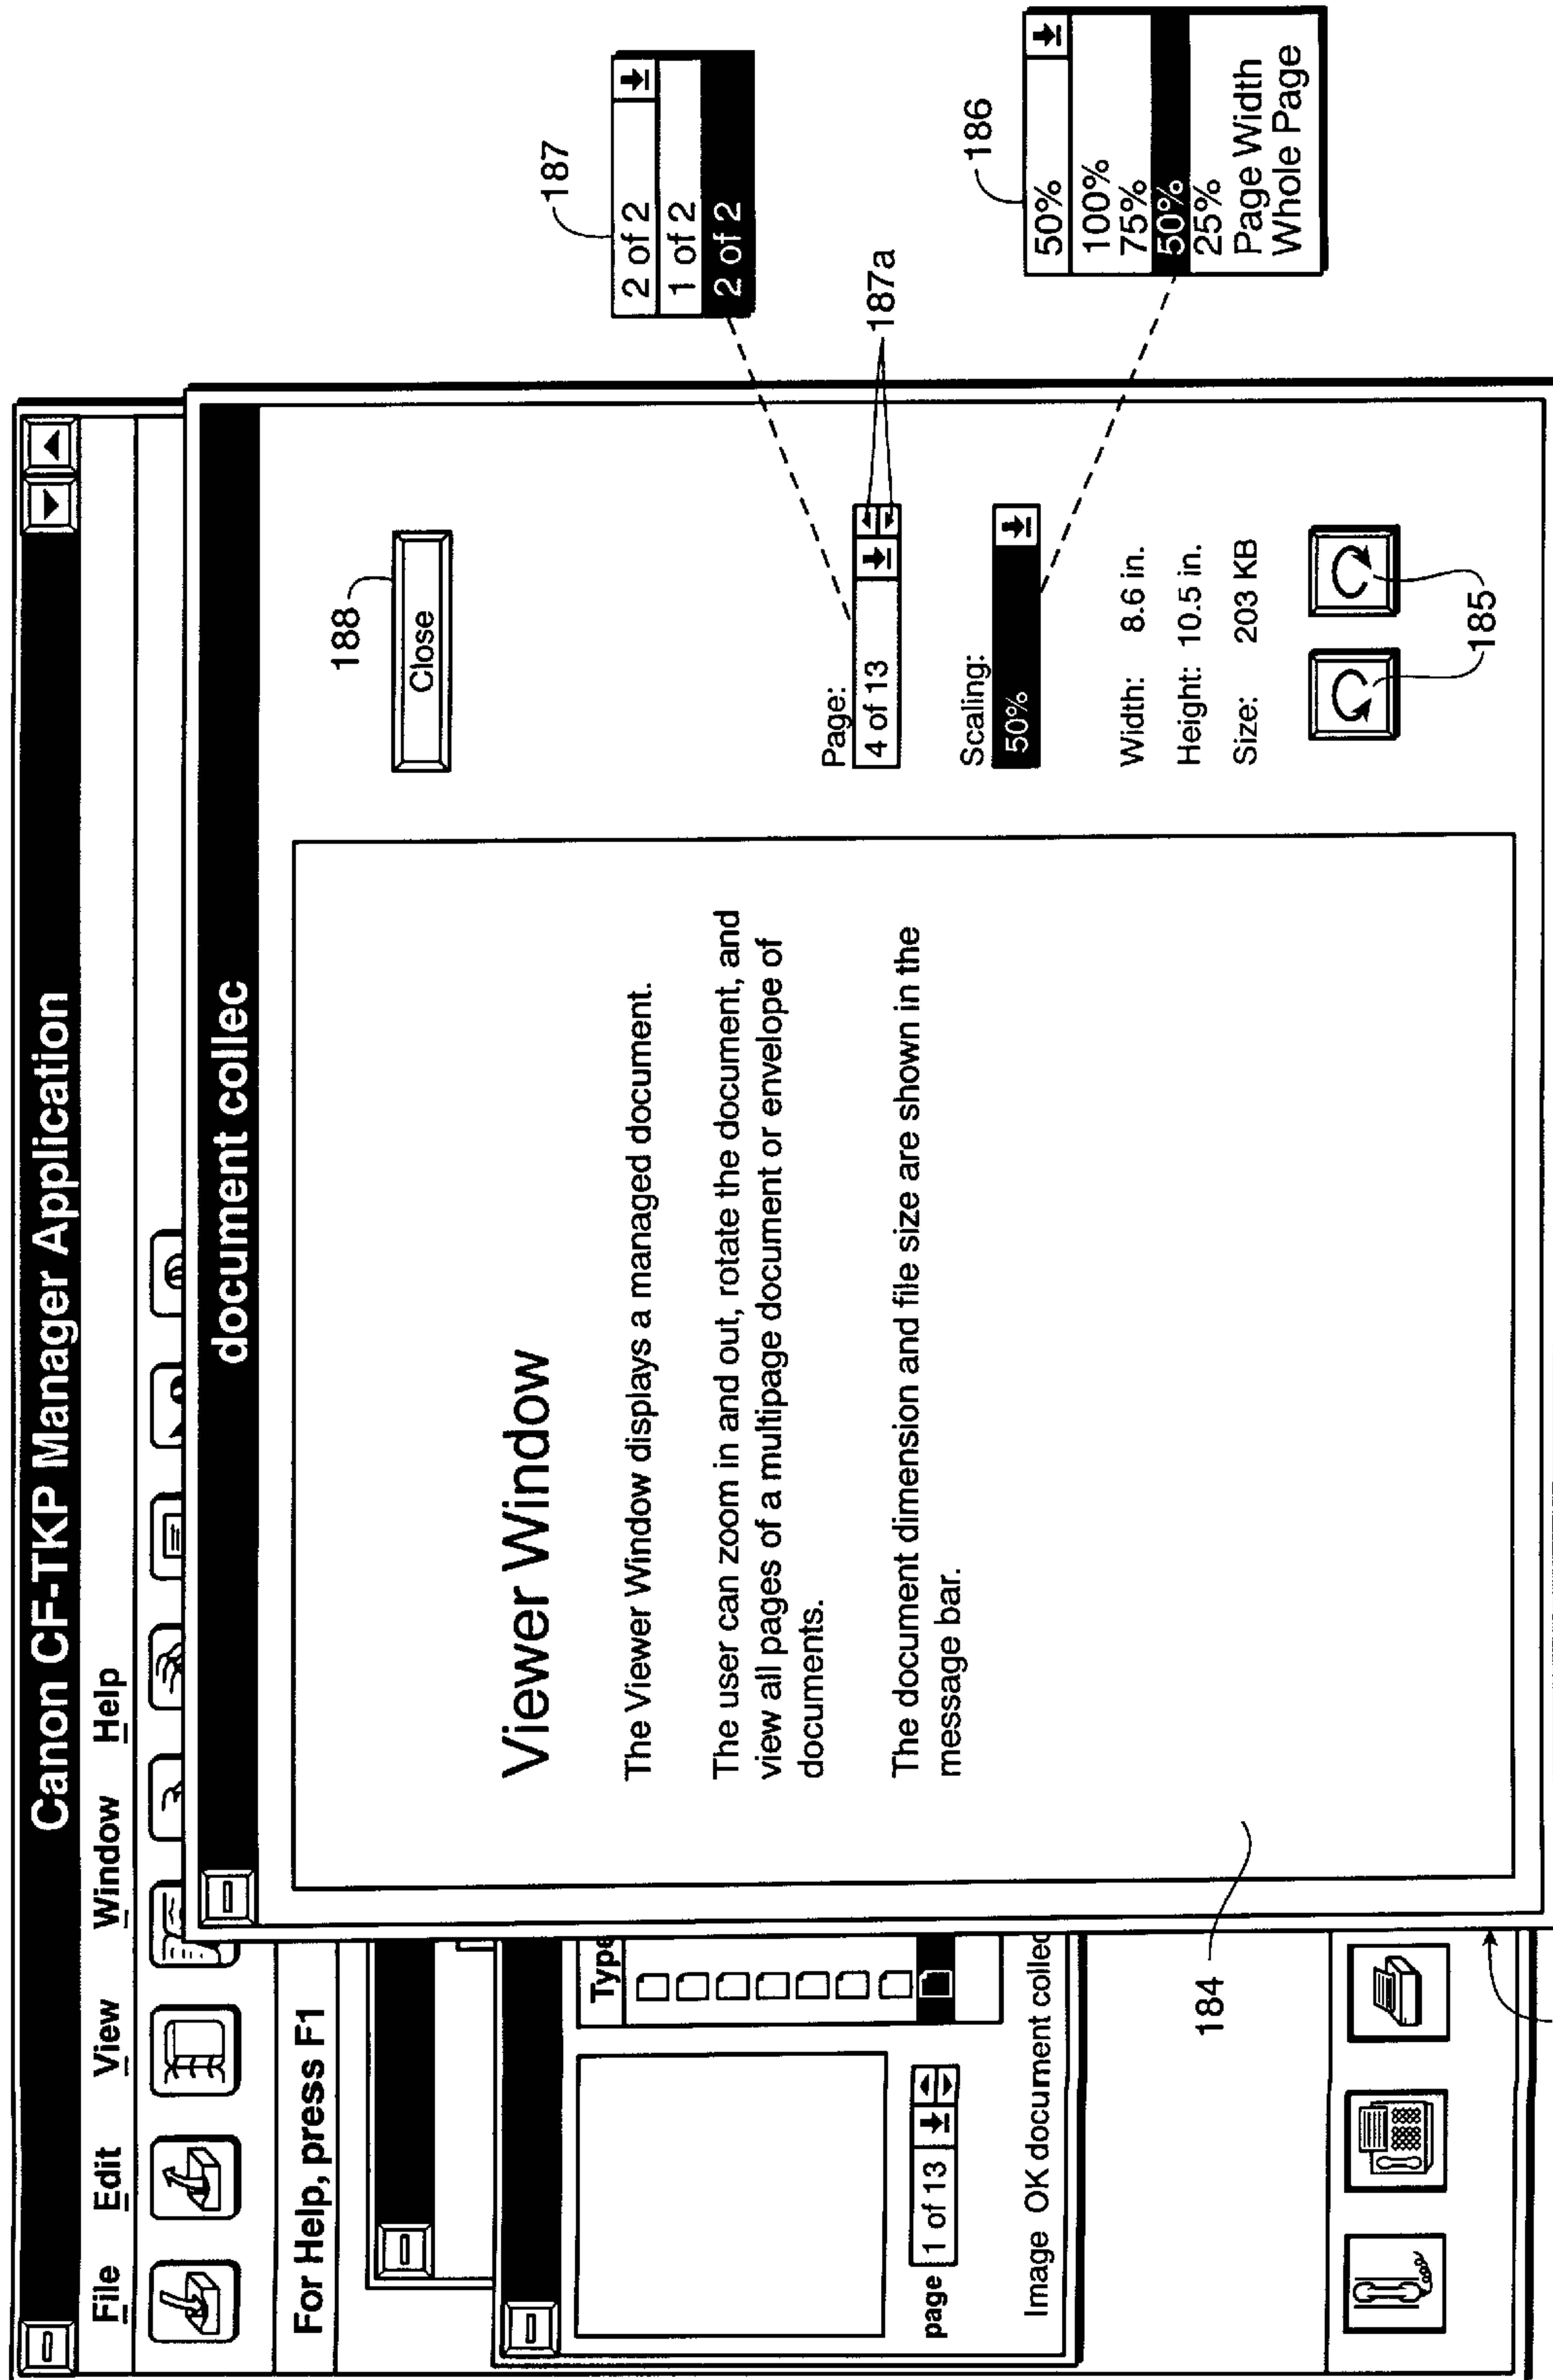 Canon CF-TKP Manager Application
File Edit View Window Help
For Help, press F1
document collec
188
Close
Viewer Window
The Viewer Window displays a managed document.
The user can zoom in and out, rotate the document, and
view all pages of a multipage document or envelope of
documents.
The document dimension and file size are shown in the
message bar.
184
Page:
4 of 13
187a
Scaling:
50%
Width: 8.6 in.
Height: 10.5 in.
Size: 203 KB
185
187
2 of 2
1 of 2
2 of 2
186
50%
100%
75%
50%
25%
Page Width
Whole Page
Type
page 1 of 13
Image OK document collec